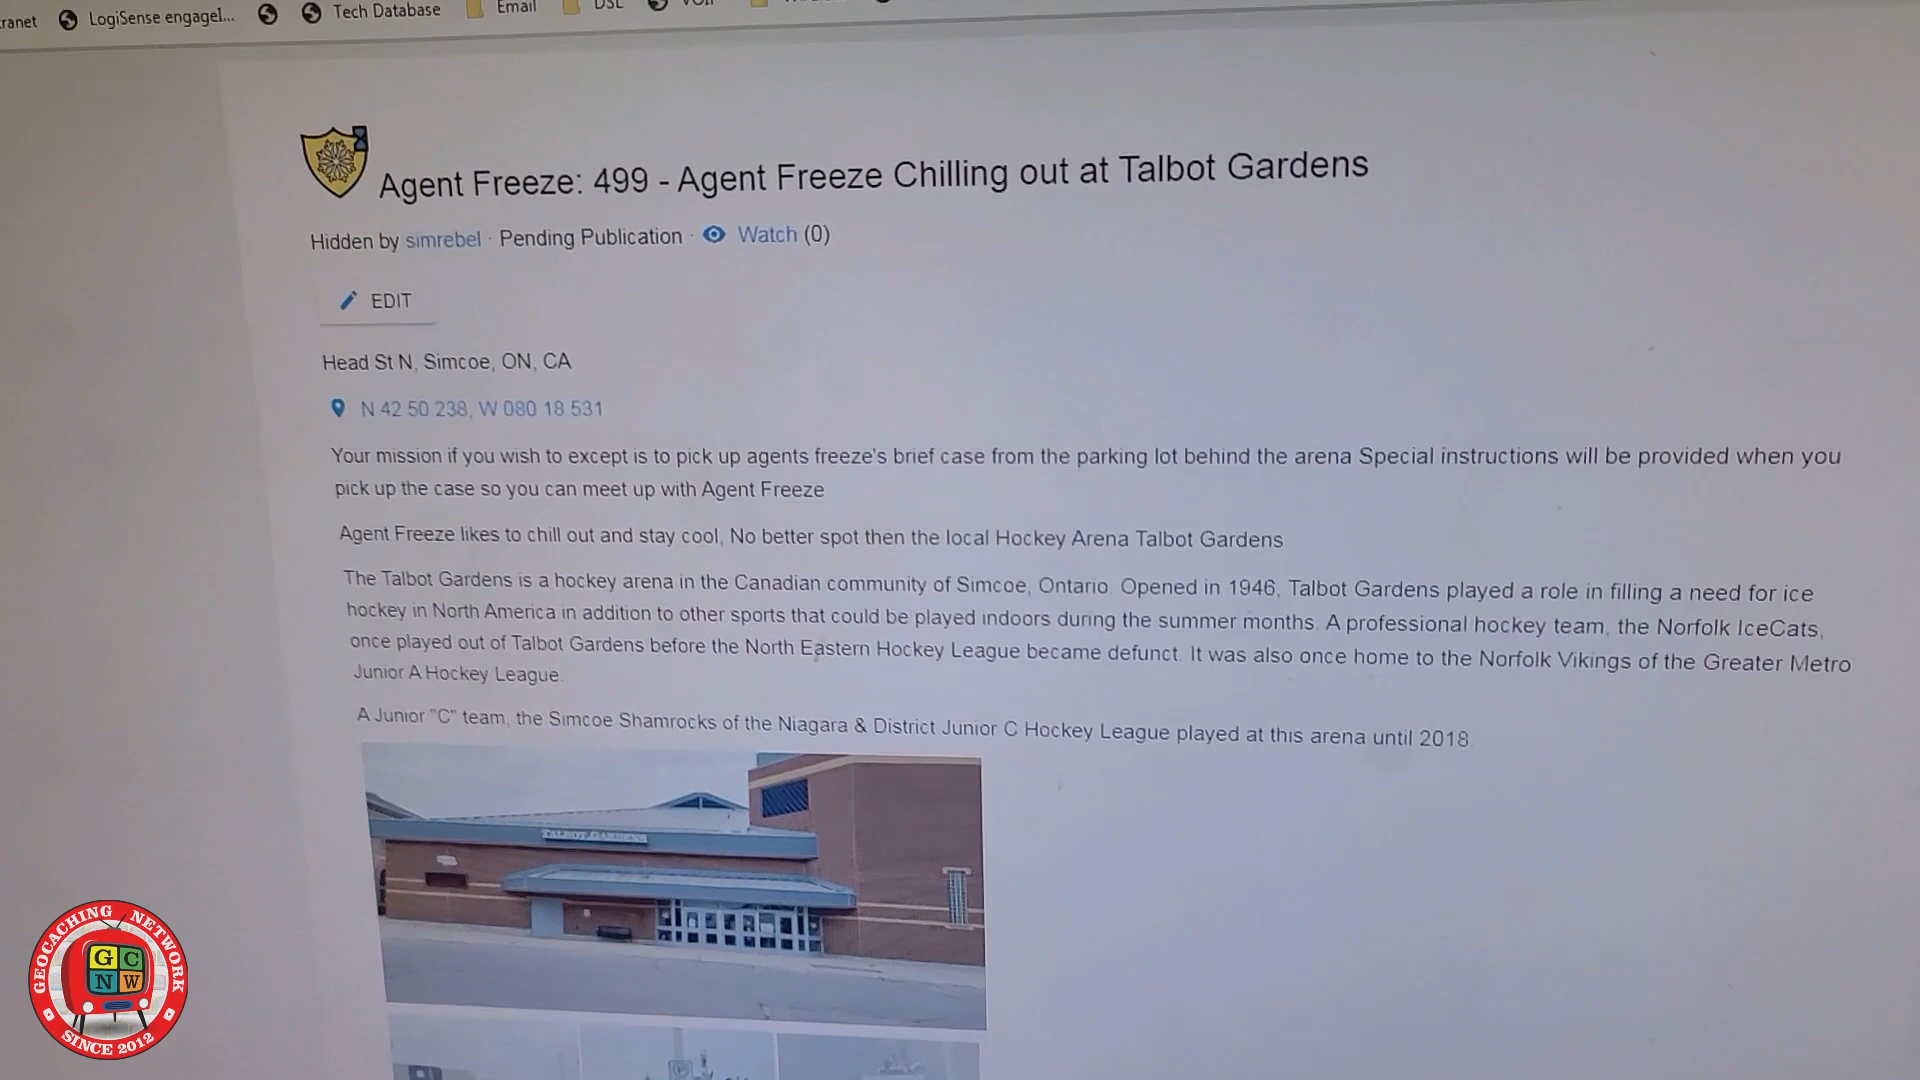 ranet LogiSense engageI... Tech Database Email DSL
Agent Freeze: 499 - Agent Freeze Chilling out at Talbot Gardens
Hidden by simrebel · Pending Publication · Watch (0)
EDIT
Head St N, Simcoe, ON, CA
N 42 50.238, W 080 18.531
Your mission if you wish to except is to pick up agents freeze's brief case from the parking lot behind the arena Special instructions will be provided when you
pick up the case so you can meet up with Agent Freeze
Agent Freeze likes to chill out and stay cool, No better spot then the local Hockey Arena Talbot Gardens
The Talbot Gardens is a hockey arena in the Canadian community of Simcoe, Ontario. Opened in 1946, Talbot Gardens played a role in filling a need for ice
hockey in North America in addition to other sports that could be played indoors during the summer months. A professional hockey team, the Norfolk IceCats,
once played out of Talbot Gardens before the North Eastern Hockey League became defunct. It was also once home to the Norfolk Vikings of the Greater Metro
Junior A Hockey League.
A Junior "C" team, the Simcoe Shamrocks of the Niagara & District Junior C Hockey League played at this arena until 2018.
TALBOT GARDENS
GEOCACHING NETWORK
G C
N W
SINCE 2012